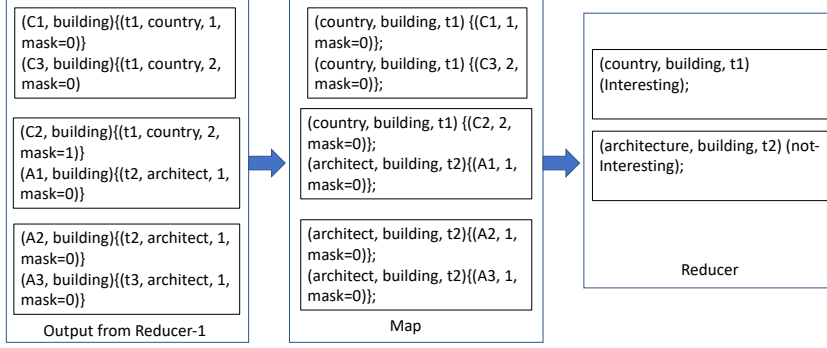 (C1, building){(t1, country, 1,
mask=0)}
(C3, building){(t1, country, 2,
mask=0)
(C2, building){(t1, country, 2,
mask=1)}
(A1, building){(t2, architect, 1,
mask=0)}
(A2, building){(t2, architect, 1,
mask=0)}
(A3, building){(t3, architect, 1,
mask=0)}
Output from Reducer-1
(country, building, t1) {(C1, 1,
mask=0)};
(country, building, t1) {(C3, 2,
mask=0)};
(country, building, t1) {(C2, 2,
mask=0)};
(architect, building, t2){(A1, 1,
mask=0)};
(architect, building, t2){(A2, 1,
mask=0)};
(architect, building, t2){(A3, 1,
mask=0)};
Map
(country, building, t1)
(Interesting);
(architecture, building, t2) (not-
Interesting);
Reducer